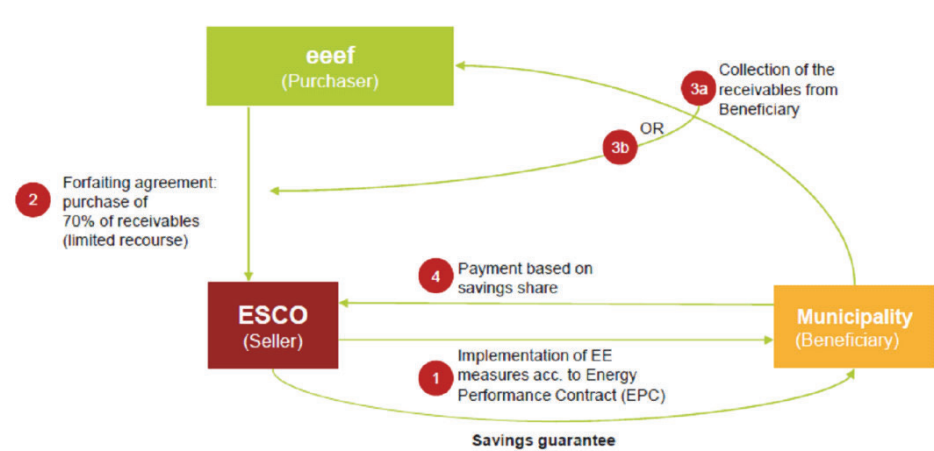 eeef
(Purchaser)
3a
Collection of the
receivables from
Beneficiary
OR
3b
2
Forfaiting agreement:
purchase of
70% of receivables
(limited recourse)
4
Payment based on
savings share
ESCO
(Seller)
Municipality
(Beneficiary)
1
Implementation of EE
measures acc. to Energy
Performance Contract (EPC)
Savings guarantee